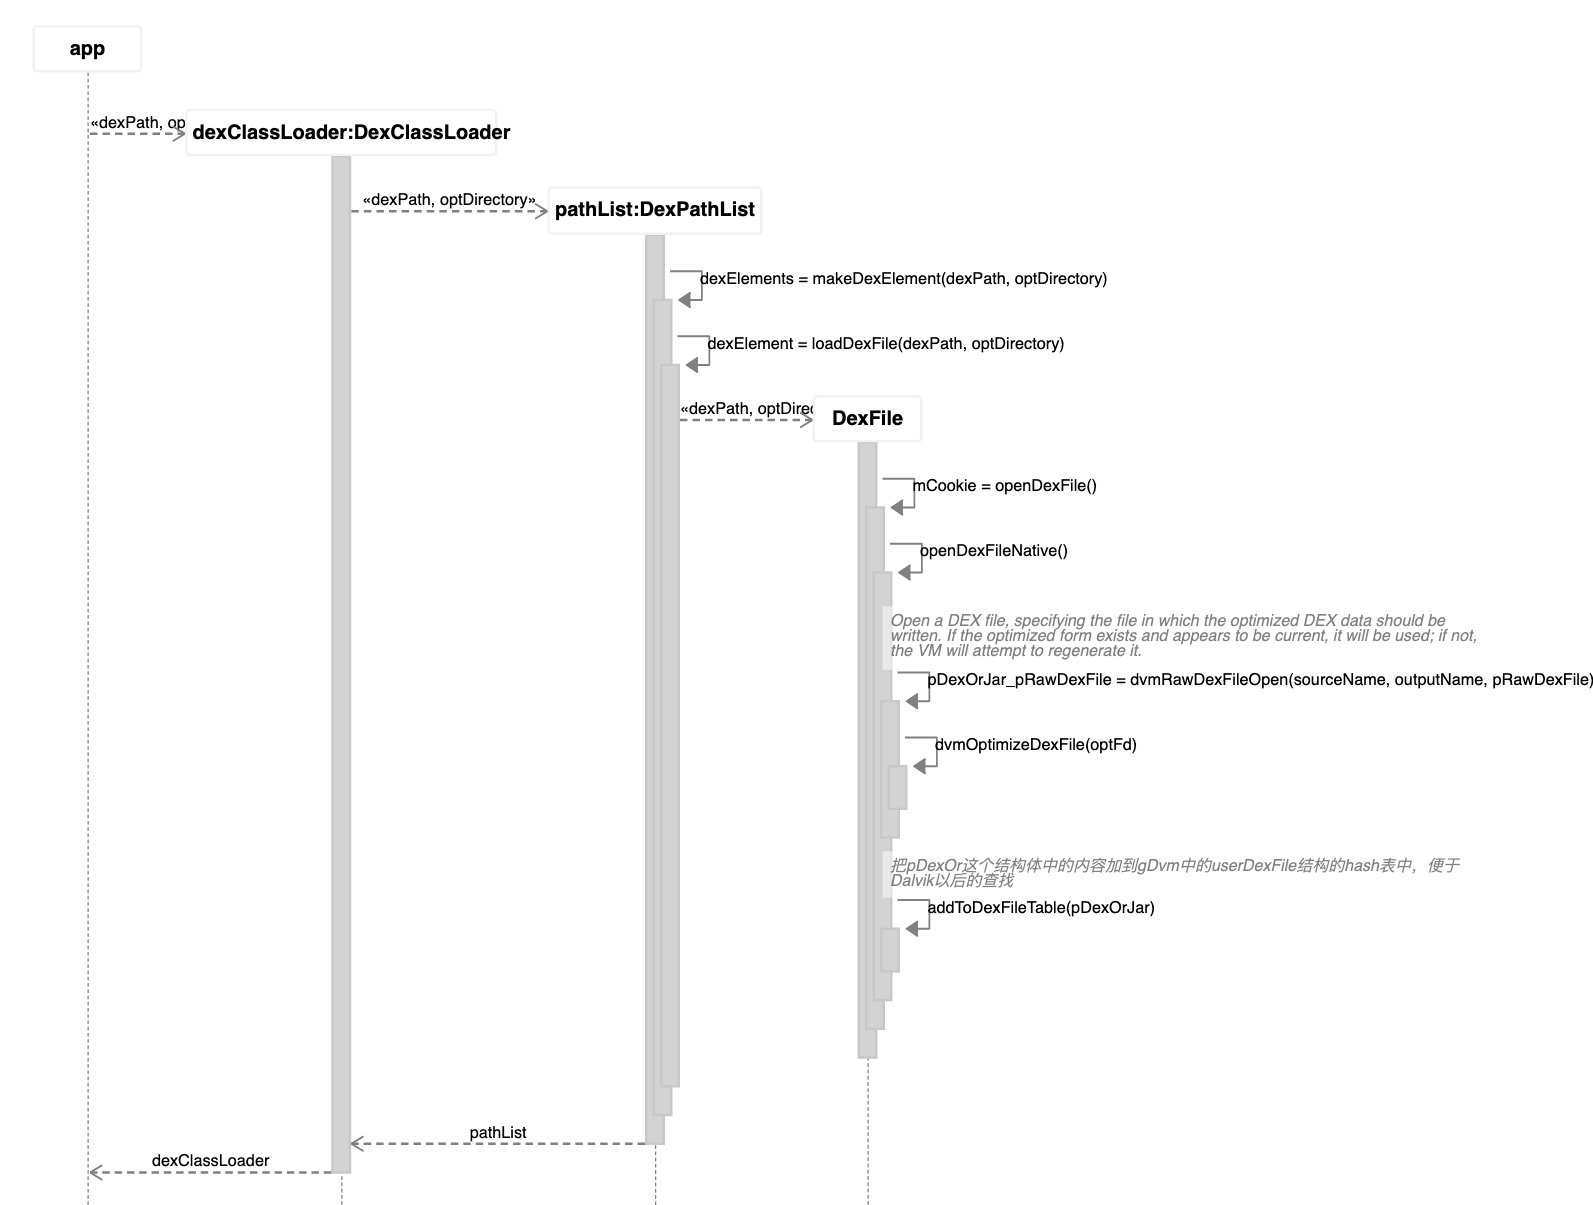 app
«dexPath, op
dexClassLoader:DexClassLoader
«dexPath, optDirectory»
pathList:DexPathList
dexElements = makeDexElement(dexPath, optDirectory)
dexElement = loadDexFile(dexPath, optDirectory)
«dexPath, optDirec
DexFile
mCookie = openDexFile()
openDexFileNative()
Open a DEX file, specifying the file in which the optimized DEX data should be
written. If the optimized form exists and appears to be current, it will be used; if not,
the VM will attempt to regenerate it.
pDexOrJar_pRawDexFile = dvmRawDexFileOpen(sourceName, outputName, pRawDexFile)
dvmOptimizeDexFile(optFd)
把pDexOr这个结构体中的内容加到gDvm中的userDexFile结构的hash表中，便于
Dalvik以后的查找
addToDexFileTable(pDexOrJar)
pathList
dexClassLoader